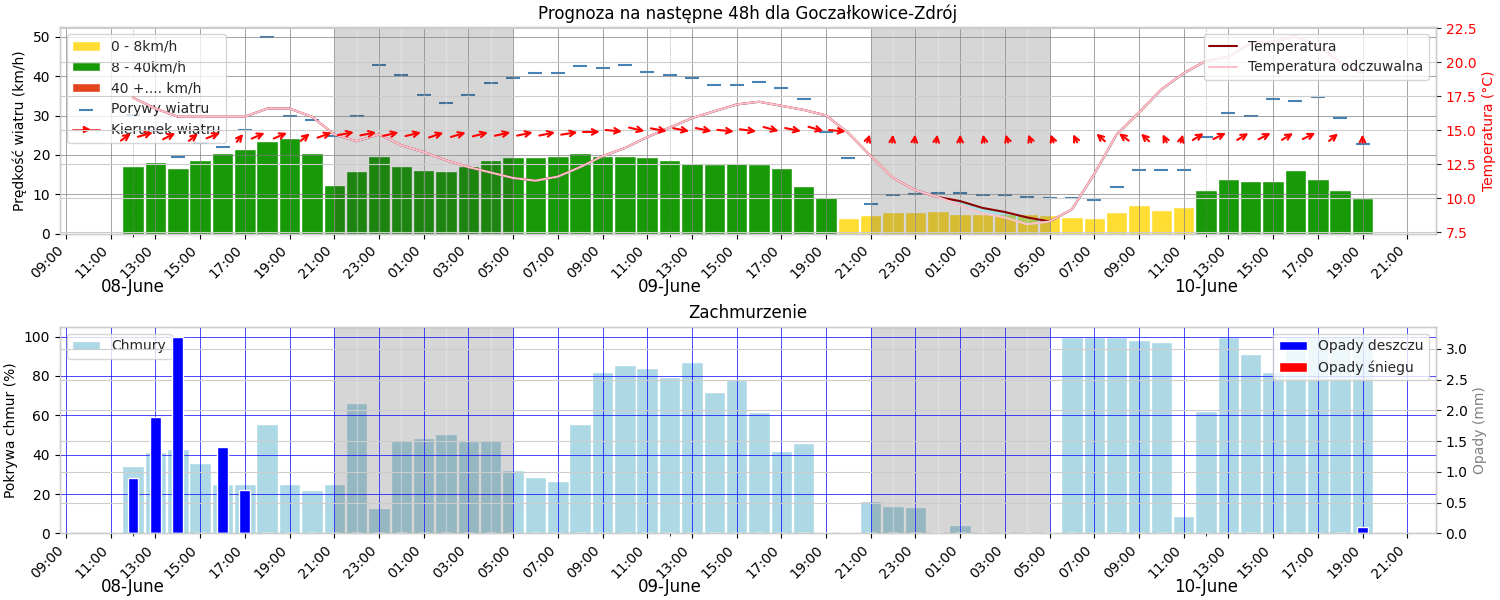 Prognoza na następne 48h dla Goczałkowice-Zdrój
Prędkość wiatru (km/h)
50
40
30
20
10
0
0 - 8km/h
8 - 40km/h
40 +.... km/h
Porywy wiatru
Kierunek wiatru
Temperatura
Temperatura odczuwalna
22.5
20.0
17.5
15.0
12.5
10.0
7.5
Temperatura (°C)
09:00 11:00 13:00 15:00 17:00 19:00 21:00 23:00 01:00 03:00 05:00 07:00 09:00 11:00 13:00 15:00 17:00 19:00 21:00 23:00 01:00 03:00 05:00 07:00 09:00 11:00 13:00 15:00 17:00 19:00 21:00
08-June 09-June 10-June
Zachmurzenie
Pokrywa chmur (%)
100
80
60
40
20
0
Chmury
Opady deszczu
Opady śniegu
3.0
2.5
2.0
1.5
1.0
0.5
0.0
Opady (mm)
09:00 11:00 13:00 15:00 17:00 19:00 21:00 23:00 01:00 03:00 05:00 07:00 09:00 11:00 13:00 15:00 17:00 19:00 21:00 23:00 01:00 03:00 05:00 07:00 09:00 11:00 13:00 15:00 17:00 19:00 21:00
08-June 09-June 10-June